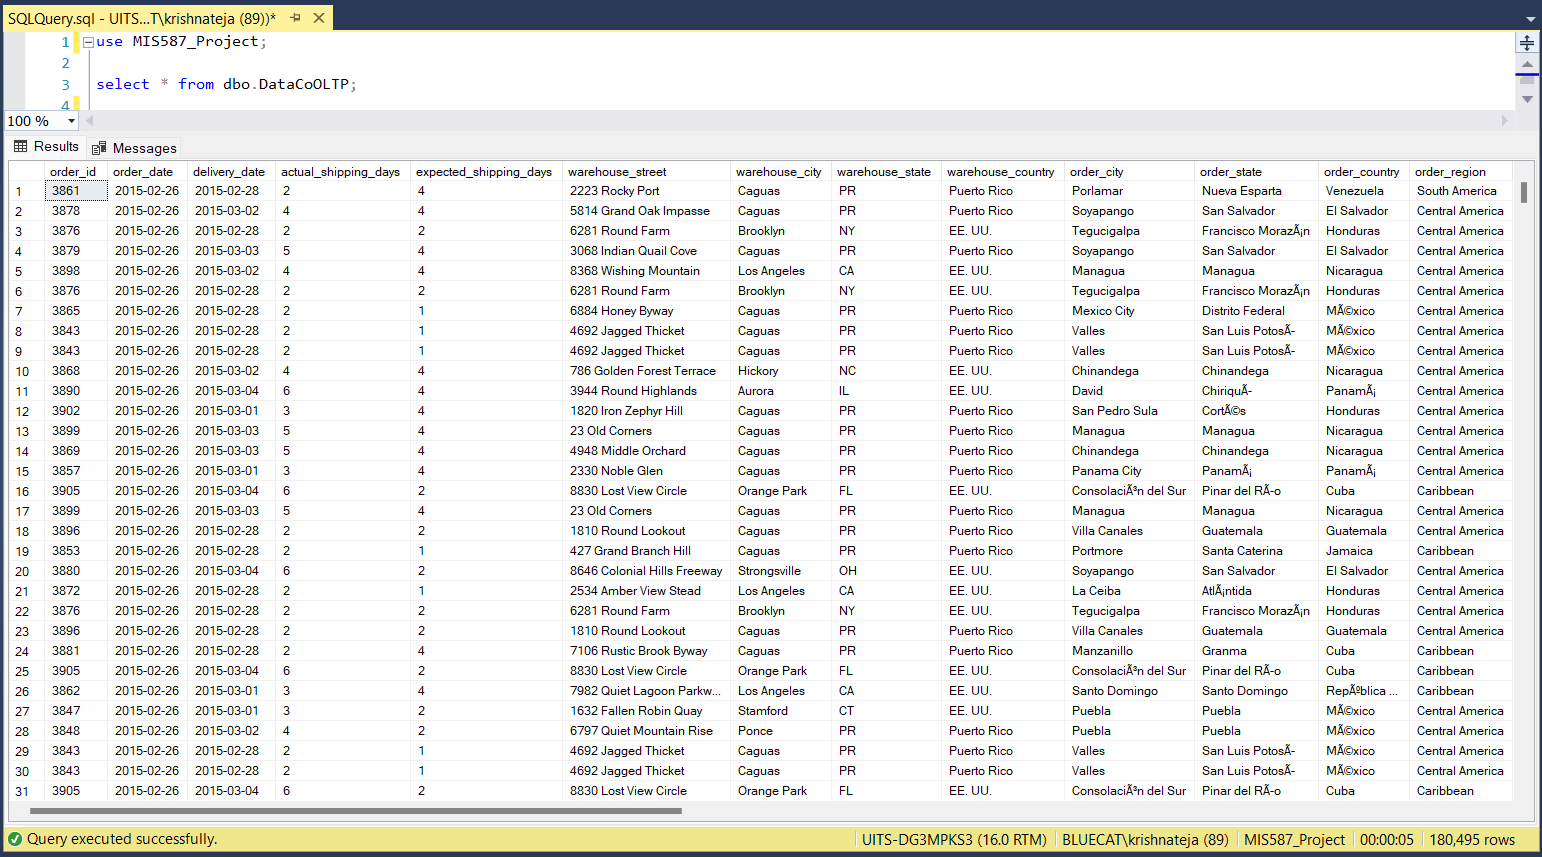 SQLQuery.sql - UITS...T\krishnateja (89))*
1 use MIS587_Project;
2
3 select * from dbo.DataCoOLTP;
4
100 %
Results Messages
order_id order_date delivery_date actual_shipping_days expected_shipping_days warehouse_street warehouse_city warehouse_state warehouse_country order_city order_state order_country order_region
1 3861 2015-02-26 2015-02-28 2 4 2223 Rocky Port Caguas PR Puerto Rico Porlamar Nueva Esparta Venezuela South America
2 3878 2015-02-26 2015-03-02 4 4 5814 Grand Oak Impasse Caguas PR Puerto Rico Soyapango San Salvador El Salvador Central America
3 3876 2015-02-26 2015-02-28 2 2 6281 Round Farm Brooklyn NY EE. UU. Tegucigalpa Francisco MorazÃ¡n Honduras Central America
4 3879 2015-02-26 2015-03-03 5 4 3068 Indian Quail Cove Caguas PR Puerto Rico Soyapango San Salvador El Salvador Central America
5 3898 2015-02-26 2015-03-02 4 4 8368 Wishing Mountain Los Angeles CA EE. UU. Managua Managua Nicaragua Central America
6 3876 2015-02-26 2015-02-28 2 2 6281 Round Farm Brooklyn NY EE. UU. Tegucigalpa Francisco MorazÃ¡n Honduras Central America
7 3865 2015-02-26 2015-02-28 2 1 6884 Honey Byway Caguas PR Puerto Rico Mexico City Distrito Federal MÃ©xico Central America
8 3843 2015-02-26 2015-02-28 2 1 4692 Jagged Thicket Caguas PR Puerto Rico Valles San Luis PotosÃ- MÃ©xico Central America
9 3843 2015-02-26 2015-02-28 2 1 4692 Jagged Thicket Caguas PR Puerto Rico Valles San Luis PotosÃ- MÃ©xico Central America
10 3868 2015-02-26 2015-03-02 4 4 786 Golden Forest Terrace Hickory NC EE. UU. Chinandega Chinandega Nicaragua Central America
11 3890 2015-02-26 2015-03-04 6 4 3944 Round Highlands Aurora IL EE. UU. David ChiriquÃ- PanamÃ¡ Central America
12 3902 2015-02-26 2015-03-01 3 4 1820 Iron Zephyr Hill Caguas PR Puerto Rico San Pedro Sula CortÃ©s Honduras Central America
13 3899 2015-02-26 2015-03-03 5 4 23 Old Corners Caguas PR Puerto Rico Managua Managua Nicaragua Central America
14 3869 2015-02-26 2015-03-03 5 4 4948 Middle Orchard Caguas PR Puerto Rico Chinandega Chinandega Nicaragua Central America
15 3857 2015-02-26 2015-03-01 3 4 2330 Noble Glen Caguas PR Puerto Rico Panama City PanamÃ¡ PanamÃ¡ Central America
16 3905 2015-02-26 2015-03-04 6 2 8830 Lost View Circle Orange Park FL EE. UU. ConsolaciÃ³n del Sur Pinar del RÃ-o Cuba Caribbean
17 3899 2015-02-26 2015-03-03 5 4 23 Old Corners Caguas PR Puerto Rico Managua Managua Nicaragua Central America
18 3896 2015-02-26 2015-02-28 2 2 1810 Round Lookout Caguas PR Puerto Rico Villa Canales Guatemala Guatemala Central America
19 3853 2015-02-26 2015-02-28 2 1 427 Grand Branch Hill Caguas PR Puerto Rico Portmore Santa Caterina Jamaica Caribbean
20 3880 2015-02-26 2015-03-04 6 2 8646 Colonial Hills Freeway Strongsville OH EE. UU. Soyapango San Salvador El Salvador Central America
21 3872 2015-02-26 2015-02-28 2 1 2534 Amber View Stead Los Angeles CA EE. UU. La Ceiba AtlÃ¡ntida Honduras Central America
22 3876 2015-02-26 2015-02-28 2 2 6281 Round Farm Brooklyn NY EE. UU. Tegucigalpa Francisco MorazÃ¡n Honduras Central America
23 3896 2015-02-26 2015-02-28 2 2 1810 Round Lookout Caguas PR Puerto Rico Villa Canales Guatemala Guatemala Central America
24 3881 2015-02-26 2015-02-28 2 4 7106 Rustic Brook Byway Caguas PR Puerto Rico Manzanillo Granma Cuba Caribbean
25 3905 2015-02-26 2015-03-04 6 2 8830 Lost View Circle Orange Park FL EE. UU. ConsolaciÃ³n del Sur Pinar del RÃ-o Cuba Caribbean
26 3862 2015-02-26 2015-03-01 3 4 7982 Quiet Lagoon Parkw... Los Angeles CA EE. UU. Santo Domingo Santo Domingo RepÃºblica ... Caribbean
27 3847 2015-02-26 2015-03-01 3 2 1632 Fallen Robin Quay Stamford CT EE. UU. Puebla Puebla MÃ©xico Central America
28 3848 2015-02-26 2015-03-02 4 2 6797 Quiet Mountain Rise Ponce PR Puerto Rico Puebla Puebla MÃ©xico Central America
29 3843 2015-02-26 2015-02-28 2 1 4692 Jagged Thicket Caguas PR Puerto Rico Valles San Luis PotosÃ- MÃ©xico Central America
30 3843 2015-02-26 2015-02-28 2 1 4692 Jagged Thicket Caguas PR Puerto Rico Valles San Luis PotosÃ- MÃ©xico Central America
31 3905 2015-02-26 2015-03-04 6 2 8830 Lost View Circle Orange Park FL EE. UU. ConsolaciÃ³n del Sur Pinar del RÃ-o Cuba Caribbean
Query executed successfully. UITS-DG3MPKS3 (16.0 RTM) BLUECAT\krishnateja (89) MIS587_Project 00:00:05 180,495 rows